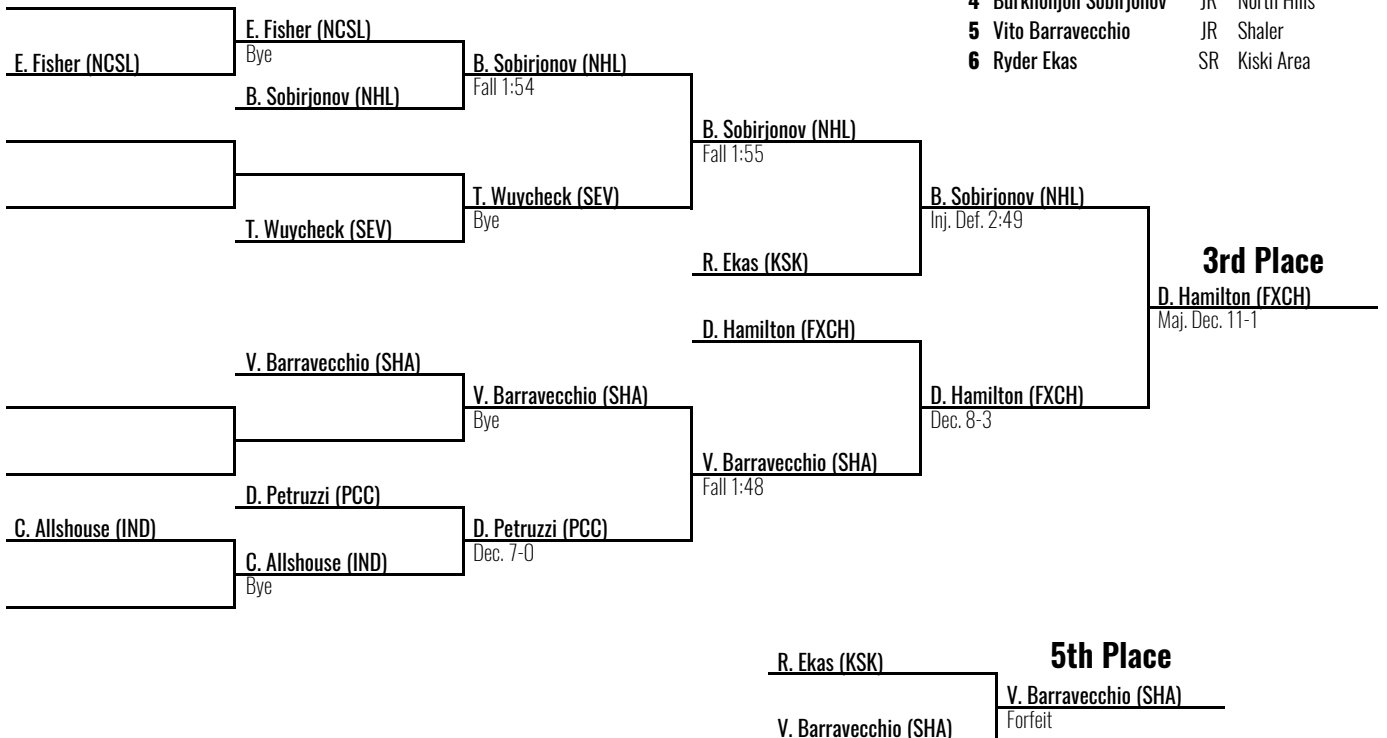 4 Burkhonjon Sobirjonov JR North Hills
5 Vito Barravecchio JR Shaler
6 Ryder Ekas SR Kiski Area
E. Fisher (NCSL)
E. Fisher (NCSL)
Bye
B. Sobirjonov (NHL)
B. Sobirjonov (NHL)
Fall 1:54
T. Wuycheck (SEV)
T. Wuycheck (SEV)
Bye
B. Sobirjonov (NHL)
Fall 1:55
R. Ekas (KSK)
B. Sobirjonov (NHL)
Inj. Def. 2:49
3rd Place
D. Hamilton (FXCH)
Maj. Dec. 11-1
D. Hamilton (FXCH)
D. Hamilton (FXCH)
Dec. 8-3
V. Barravecchio (SHA)
V. Barravecchio (SHA)
Bye
V. Barravecchio (SHA)
Fall 1:48
D. Petruzzi (PCC)
D. Petruzzi (PCC)
Dec. 7-0
C. Allshouse (IND)
C. Allshouse (IND)
Bye
5th Place
R. Ekas (KSK)
V. Barravecchio (SHA)
Forfeit
V. Barravecchio (SHA)